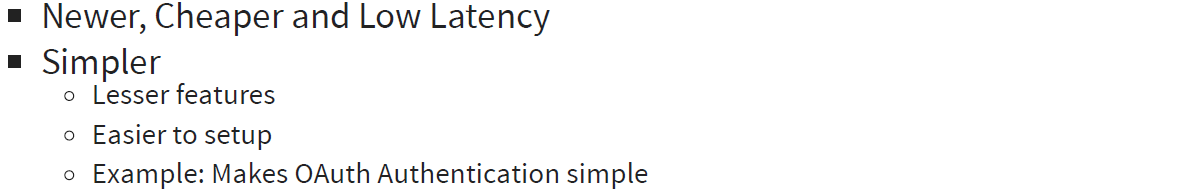 Newer, Cheaper and Low Latency
Simpler
Lesser features
Easier to setup
Example: Makes OAuth Authentication simple